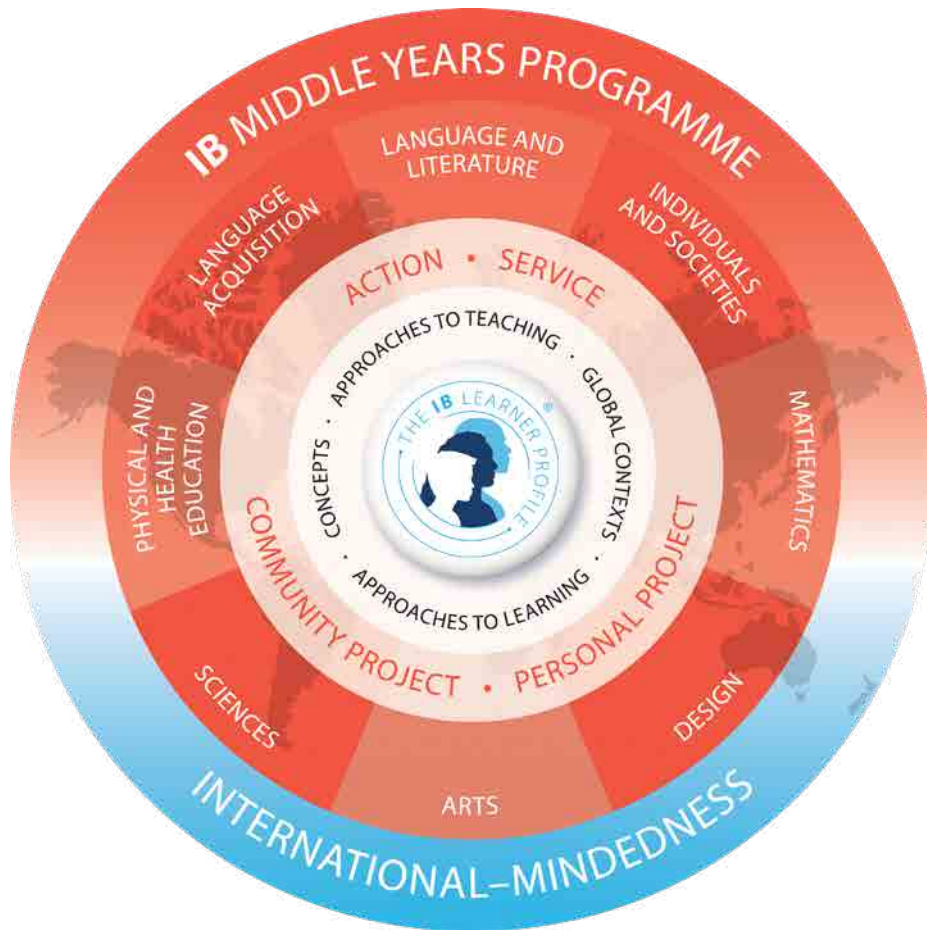 IB MIDDLE YEARS PROGRAMME
LANGUAGE AND
LITERATURE
INDIVIDUALS
AND SOCIETIES
MATHEMATICS
DESIGN
ARTS
SCIENCES
PHYSICAL AND
HEALTH
EDUCATION
LANGUAGE
ACQUISITION
ACTION • SERVICE
PERSONAL PROJECT
• COMMUNITY PROJECT
APPROACHES TO TEACHING · GLOBAL CONTEXTS · APPROACHES TO LEARNING · CONCEPTS ·
• THE IB LEARNER PROFILE •
®
INTERNATIONAL–MINDEDNESS